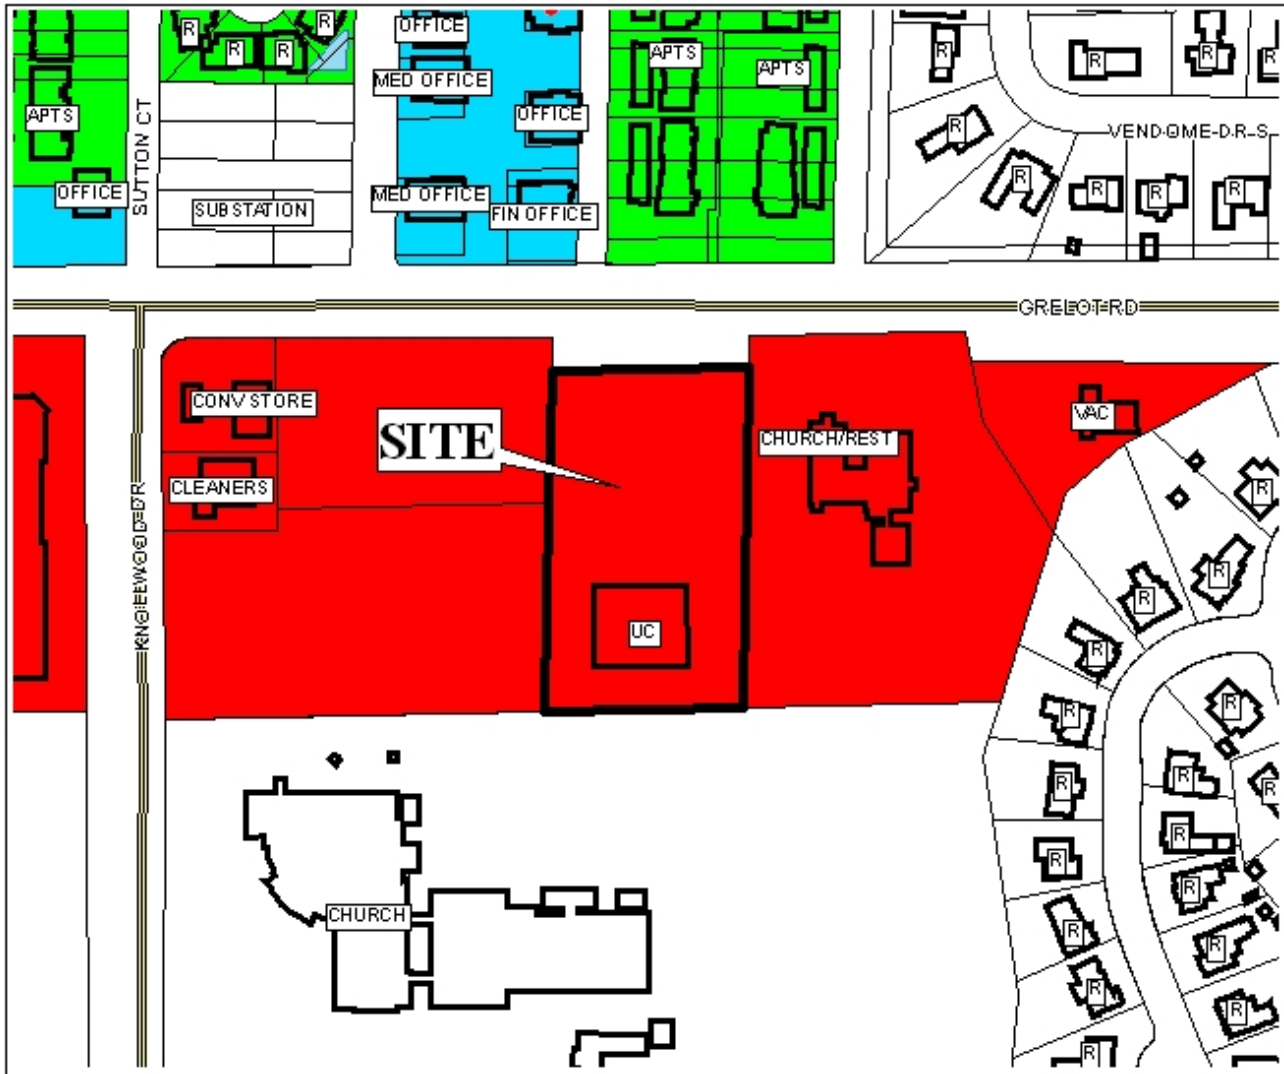 R
R
R
R
OFFICE
MED OFFICE
APTS
APTS
R
R
R
R
APTS
OFFICE
R
VENDOME DR S
SUTTON CT
OFFICE
SUBSTATION
MED OFFICE
FIN OFFICE
R
R
R
R
GRELOT RD
CONV STORE
SITE
CHURCH/REST
VAC
CLEANERS
KNOLLWOOD DR
R
R
R
UC
R
R
R
R
R
R
R
R
R
CHURCH
R
R
R
R
R